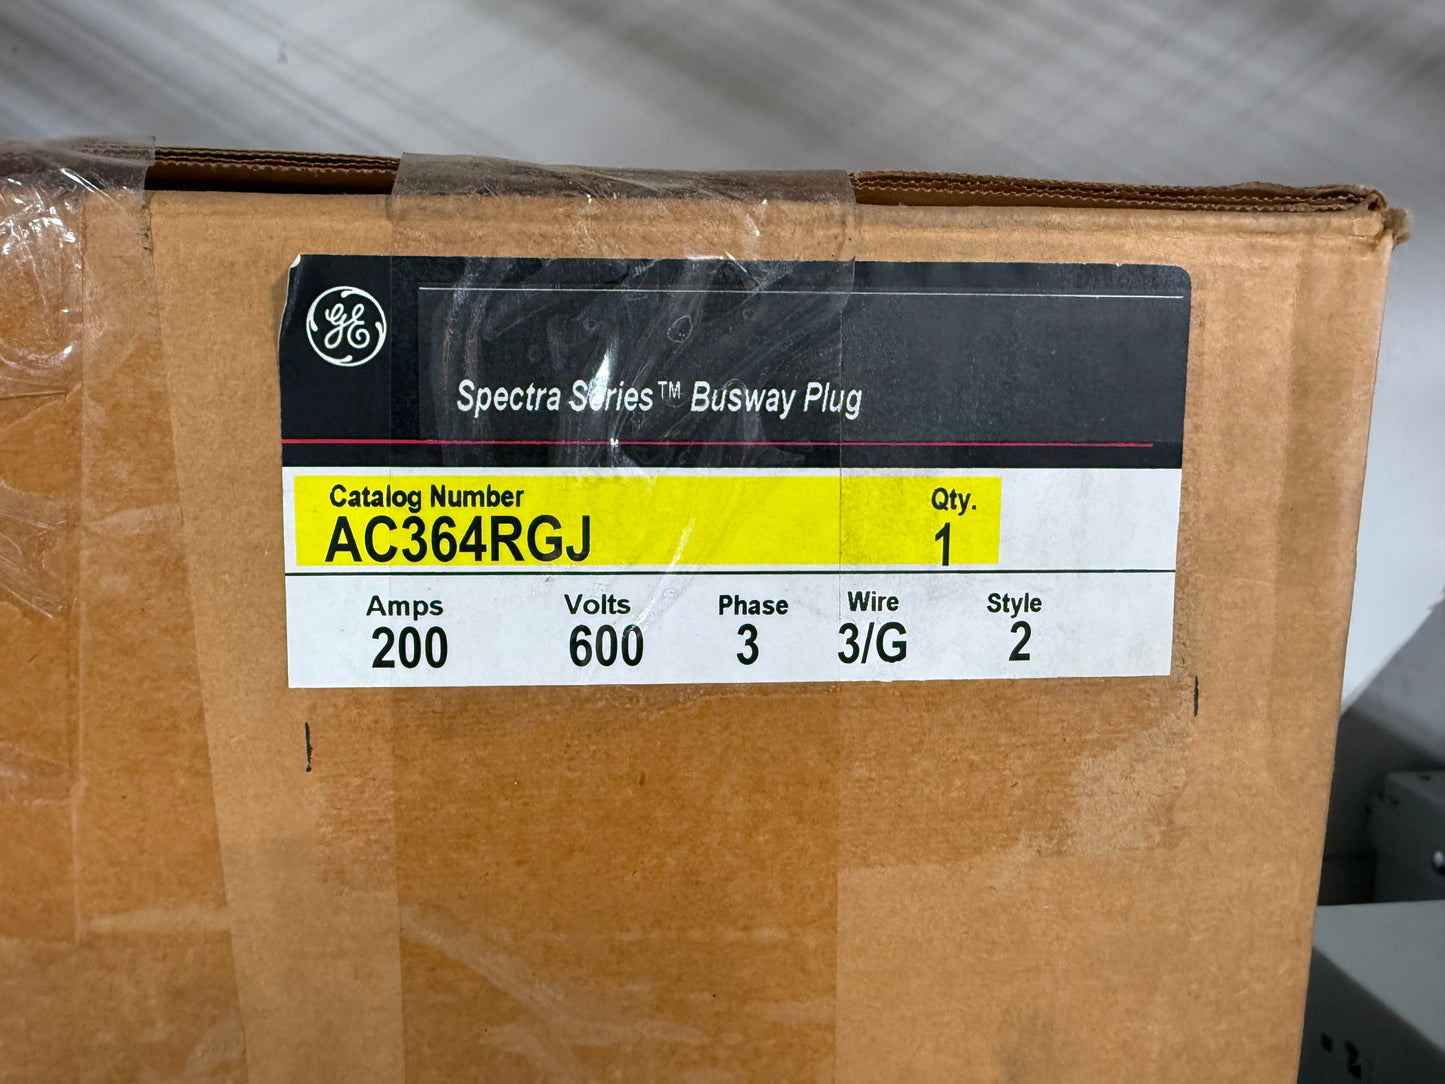 GE
Spectra Series™ Busway Plug
Catalog Number Qty.
AC364RGJ 1
Amps Volts Phase Wire Style
200 600 3 3/G 2